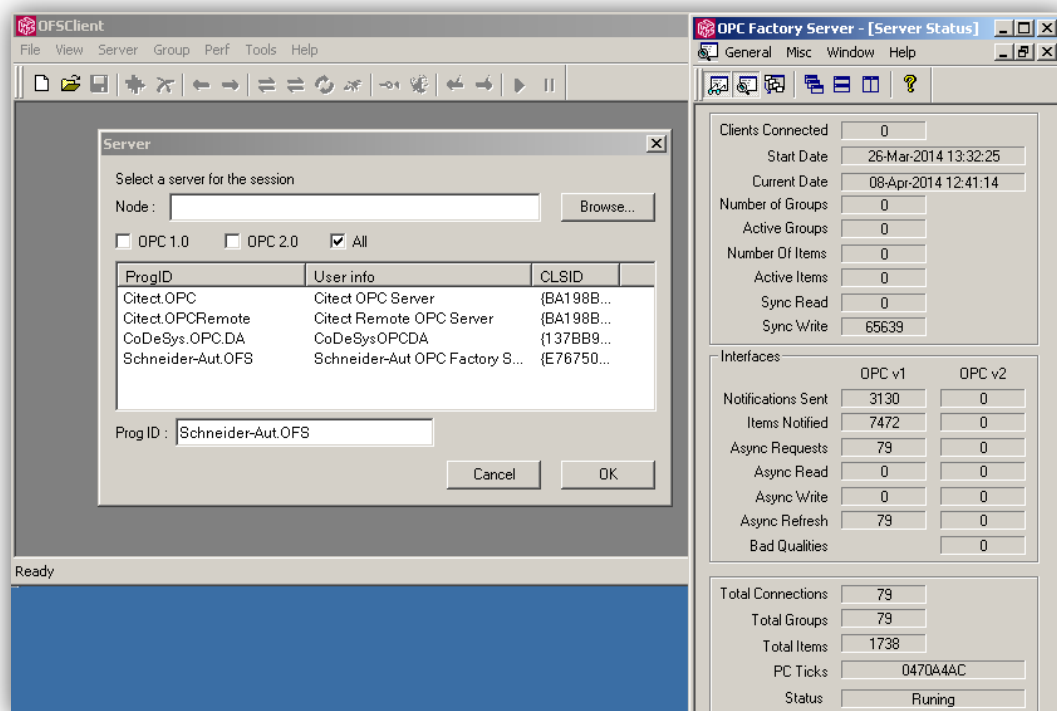 OFSClient
File View Server Group Perf Tools Help
Server
Select a server for the session
Node :
Browse...
OPC 1.0 OPC 2.0 All
ProgID User info CLSID
Citect.OPC Citect OPC Server {BA198B...
Citect.OPCRemote Citect Remote OPC Server {BA198B...
CoDeSys.OPC.DA CoDeSysOPCDA {137BB9...
Schneider-Aut.OFS Schneider-Aut OPC Factory S... {E76750...
Prog ID : Schneider-Aut.OFS
Cancel OK
Ready
OPC Factory Server - [Server Status]
General Misc Window Help
Clients Connected 0
Start Date 26-Mar-2014 13:32:25
Current Date 08-Apr-2014 12:41:14
Number of Groups 0
Active Groups 0
Number Of Items 0
Active Items 0
Sync Read 0
Sync Write 65639
Interfaces
OPC v1 OPC v2
Notifications Sent 3130 0
Items Notified 7472 0
Async Requests 79 0
Async Read 0 0
Async Write 0 0
Async Refresh 79 0
Bad Qualities 0
Total Connections 79
Total Groups 79
Total Items 1738
PC Ticks 0470A4AC
Status Runing